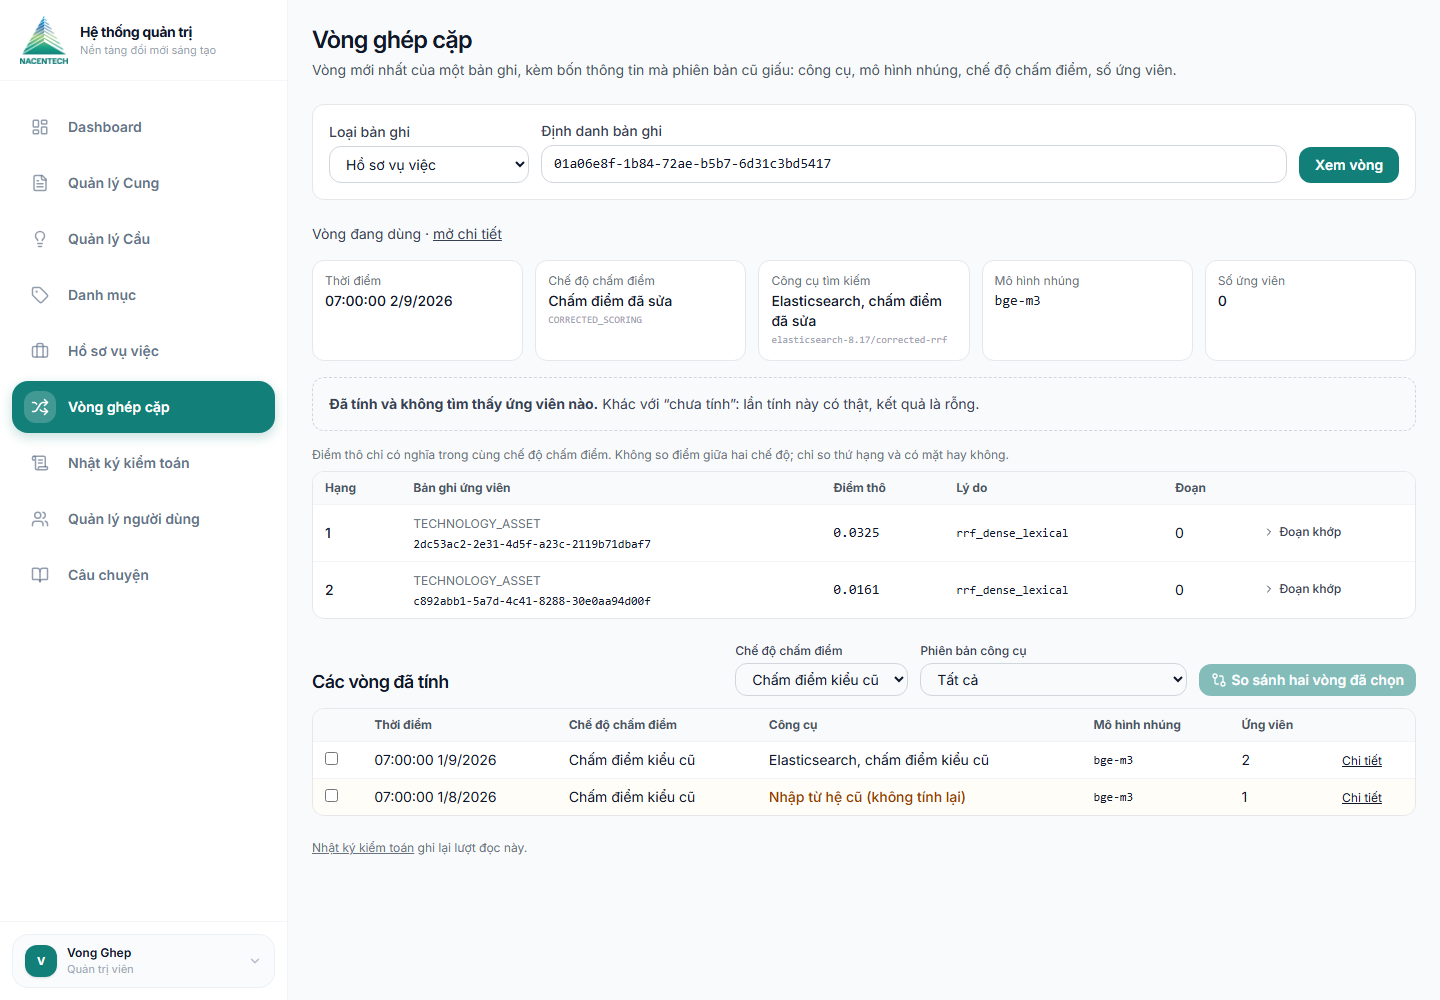 NACENTECH
Hệ thống quản trị
Nền tảng đổi mới sáng tạo
Dashboard
Quản lý Cung
Quản lý Cầu
Danh mục
Hồ sơ vụ việc
Vòng ghép cặp
Nhật ký kiểm toán
Quản lý người dùng
Câu chuyện
V
Vong Ghep
Quản trị viên
Vòng ghép cặp
Vòng mới nhất của một bản ghi, kèm bốn thông tin mà phiên bản cũ giấu: công cụ, mô hình nhúng, chế độ chấm điểm, số ứng viên.
Loại bản ghi
Định danh bản ghi
Hồ sơ vụ việc
01a06e8f-1b84-72ae-b5b7-6d31c3bd5417
Xem vòng
Vòng đang dùng · mở chi tiết
Thời điểm
07:00:00 2/9/2026
Chế độ chấm điểm
Chấm điểm đã sửa
CORRECTED_SCORING
Công cụ tìm kiếm
Elasticsearch, chấm điểm
đã sửa
elasticsearch-8.17/corrected-rrf
Mô hình nhúng
bge-m3
Số ứng viên
0
Đã tính và không tìm thấy ứng viên nào. Khác với “chưa tính”: lần tính này có thật, kết quả là rỗng.
Điểm thô chỉ có nghĩa trong cùng chế độ chấm điểm. Không so điểm giữa hai chế độ; chỉ so thứ hạng và có mặt hay không.
Hạng Bản ghi ứng viên Điểm thô Lý do Đoạn
1 TECHNOLOGY_ASSET 0.0325 rrf_dense_lexical 0 Đoạn khớp
2dc53ac2-2e31-4d5f-a23c-2119b71dbaf7
2 TECHNOLOGY_ASSET 0.0161 rrf_dense_lexical 0 Đoạn khớp
c892abb1-5a7d-4c41-8288-30e0aa94d00f
Các vòng đã tính
Chế độ chấm điểm
Chấm điểm kiểu cũ
Phiên bản công cụ
Tất cả
So sánh hai vòng đã chọn
Thời điểm Chế độ chấm điểm Công cụ Mô hình nhúng Ứng viên
07:00:00 1/9/2026 Chấm điểm kiểu cũ Elasticsearch, chấm điểm kiểu cũ bge-m3 2 Chi tiết
07:00:00 1/8/2026 Chấm điểm kiểu cũ Nhập từ hệ cũ (không tính lại) bge-m3 1 Chi tiết
Nhật ký kiểm toán ghi lại lượt đọc này.